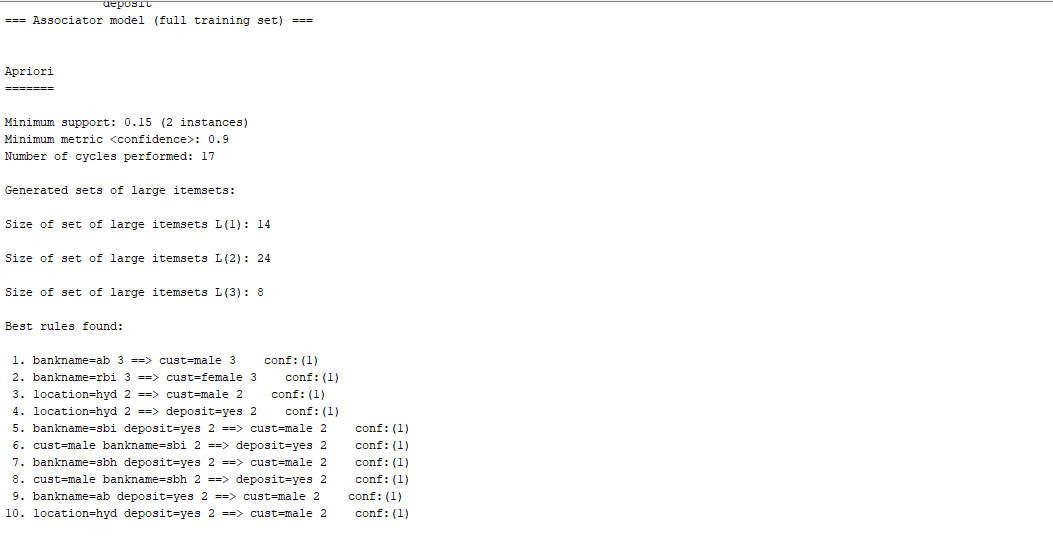 deposit
=== Associator model (full training set) ===
Apriori
=======
Minimum support: 0.15 (2 instances)
Minimum metric <confidence>: 0.9
Number of cycles performed: 17
Generated sets of large itemsets:
Size of set of large itemsets L(1): 14
Size of set of large itemsets L(2): 24
Size of set of large itemsets L(3): 8
Best rules found:
1. bankname=ab 3 ==> cust=male 3 conf:(1)
2. bankname=rbi 3 ==> cust=female 3 conf:(1)
3. location=hyd 2 ==> cust=male 2 conf:(1)
4. location=hyd 2 ==> deposit=yes 2 conf:(1)
5. bankname=sbi deposit=yes 2 ==> cust=male 2 conf:(1)
6. cust=male bankname=sbi 2 ==> deposit=yes 2 conf:(1)
7. bankname=sbh deposit=yes 2 ==> cust=male 2 conf:(1)
8. cust=male bankname=sbh 2 ==> deposit=yes 2 conf:(1)
9. bankname=ab deposit=yes 2 ==> cust=male 2 conf:(1)
10. location=hyd deposit=yes 2 ==> cust=male 2 conf:(1)